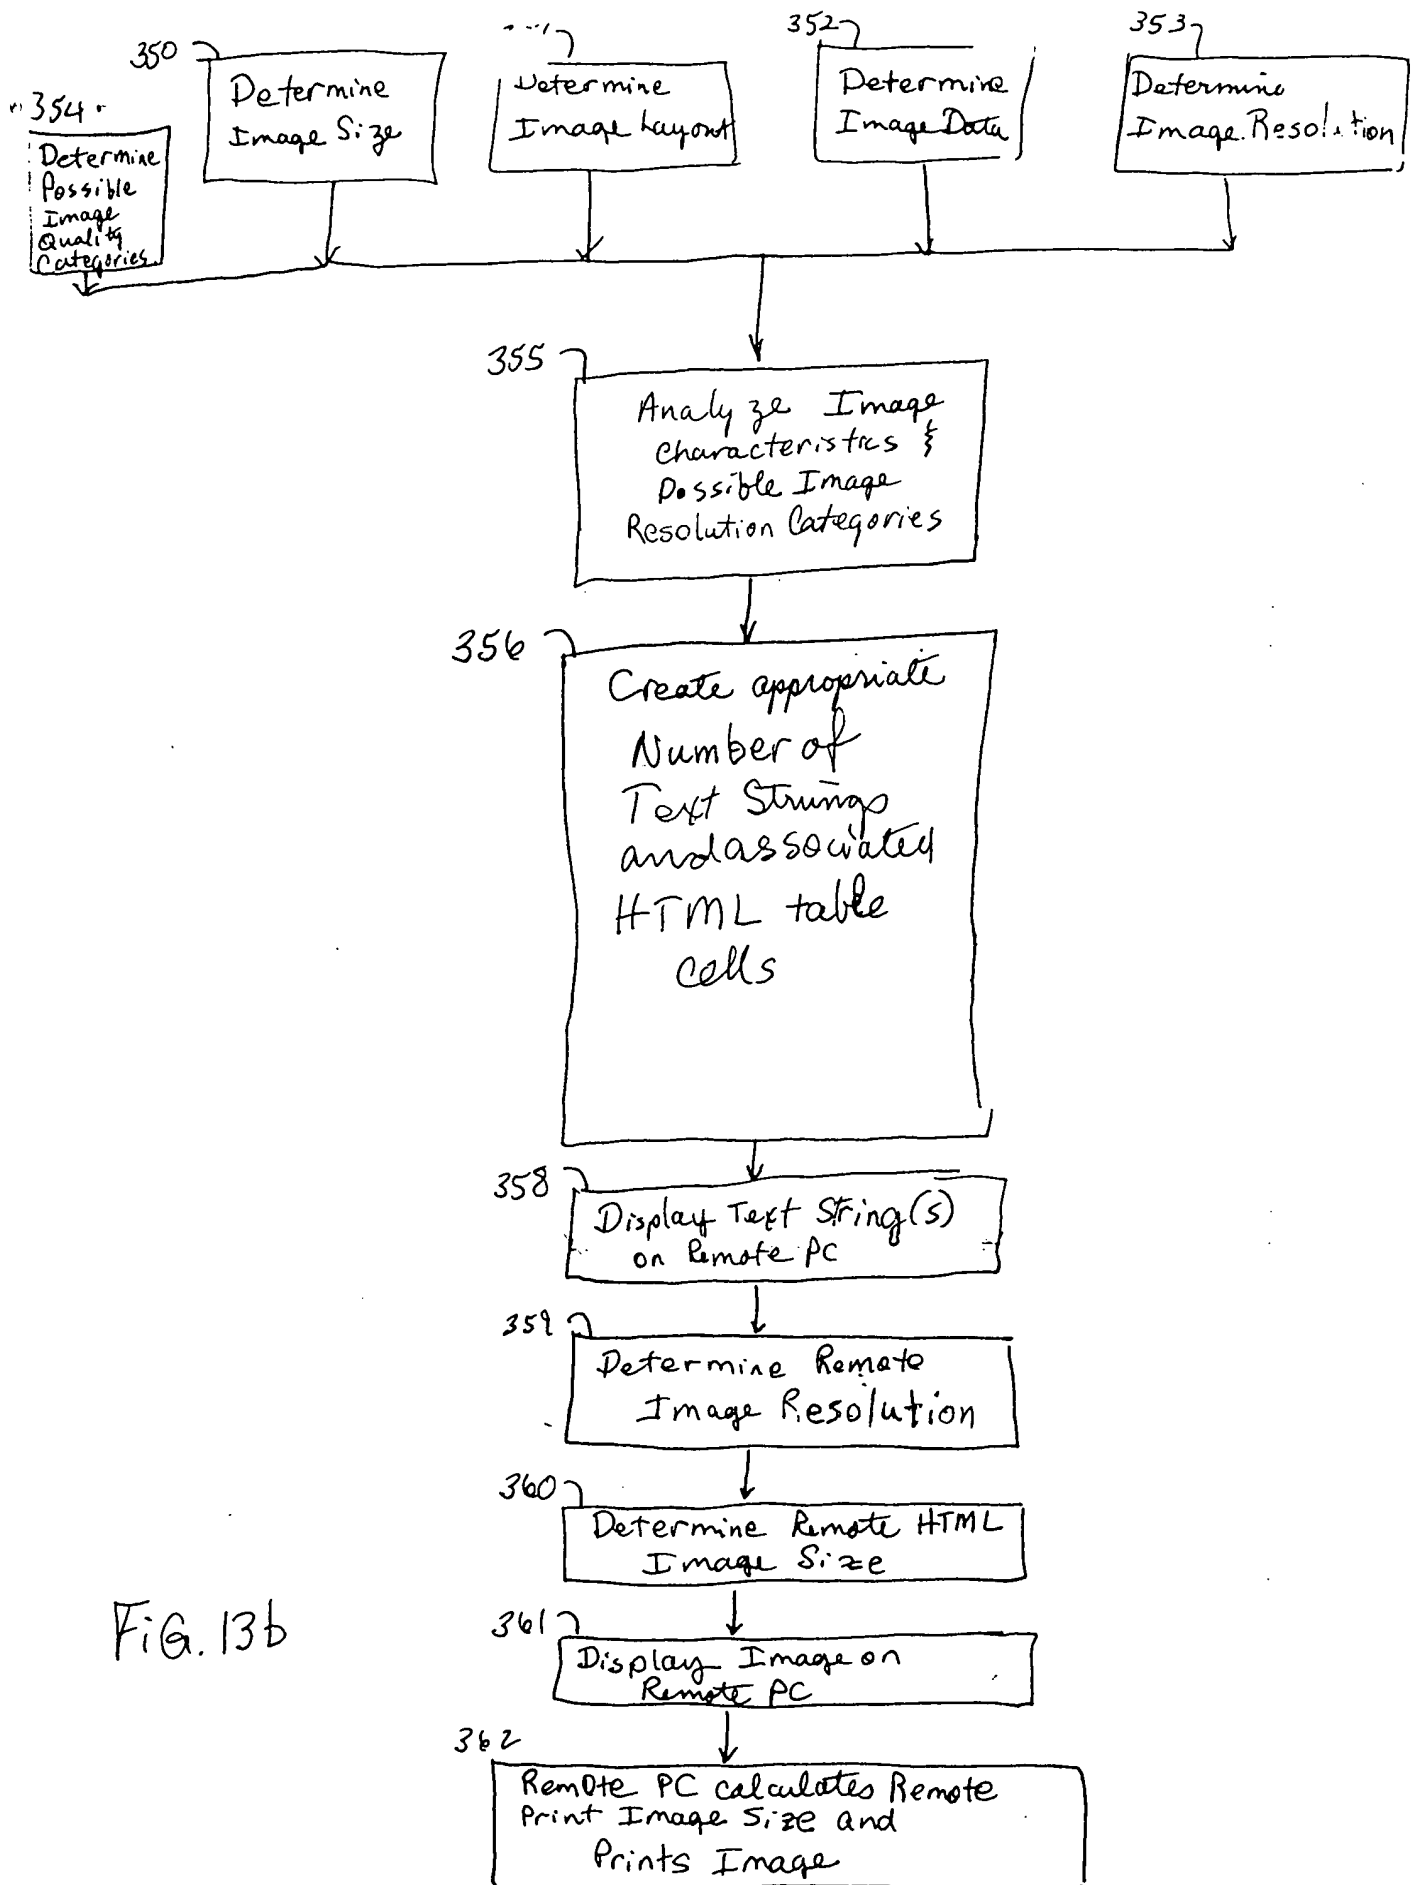 350
352
353
354
Determine
Image Size
Determine
Image Layout
Determine
Image Data
Determine
Image Resolution
Determine
Possible
Image
Quality
Categories
355
Analyze Image
Characteristics &
Possible Image
Resolution Categories
356
Create appropriate
Number of
Text Strings
and associated
HTML table
cells
358
Display Text String(s)
on Remote PC
359
Determine Remote
Image Resolution
360
Determine Remote HTML
Image Size
361
Display Image on
Remote PC
362
Remote PC calculates Remote
Print Image Size and
Prints Image
FiG. 13b